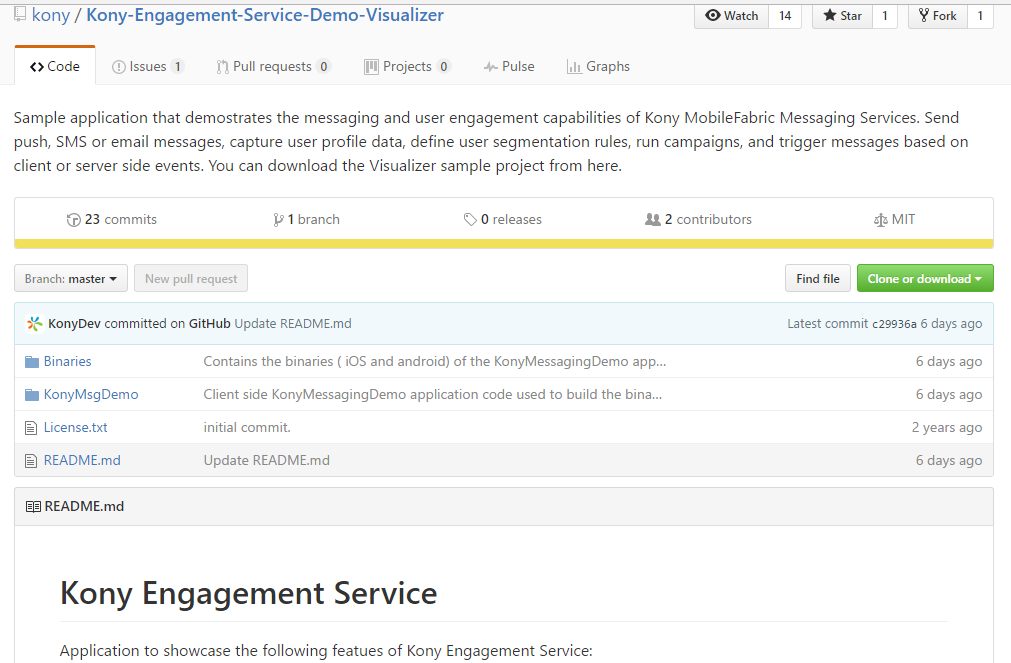 kony / Kony-Engagement-Service-Demo-Visualizer Watch 14 Star 1 Fork 1
Code Issues 1 Pull requests 0 Projects 0 Pulse Graphs
Sample application that demostrates the messaging and user engagement capabilities of Kony MobileFabric Messaging Services. Send
push, SMS or email messages, capture user profile data, define user segmentation rules, run campaigns, and trigger messages based on
client or server side events. You can download the Visualizer sample project from here.
23 commits 1 branch 0 releases 2 contributors MIT
Branch: master New pull request Find file Clone or download
KonyDev committed on GitHub Update README.md Latest commit c29936a 6 days ago
Binaries Contains the binaries ( iOS and android) of the KonyMessagingDemo app... 6 days ago
KonyMsgDemo Client side KonyMessagingDemo application code used to build the bina... 6 days ago
License.txt initial commit. 2 years ago
README.md Update README.md 6 days ago
README.md
Kony Engagement Service
Application to showcase the following featues of Kony Engagement Service: